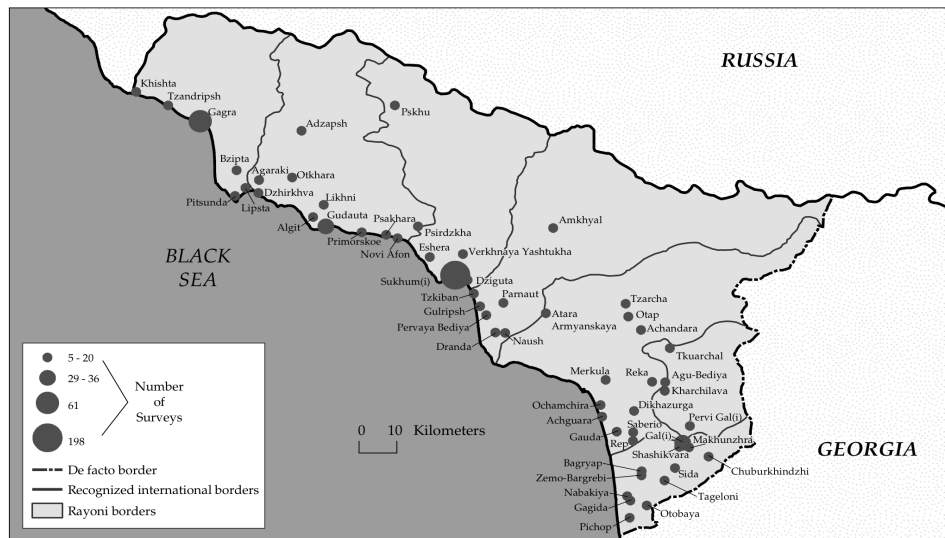 RUSSIA
Khishta
Tzandripsh
Gagra
Pskhu
Adzapsh
Bzipta
Agaraki
Otkhara
Dzhirkhva
Pitsunda
Lipsta
Likhni
Algit
Gudauta
Psakhara
Primorskoe
Novi Afon
Psirdzkha
Amkhyal
Eshera
Verkhnaya Yashtukha
BLACK
SEA
Sukhum(i)
Dziguta
Tzkiban
Parnaut
Gulripsh
Pervaya Bediya
Dranda
Naush
Atara
Armyanskaya
Tzarcha
Otap
Achandara
Tkuarchal
Merkula
Reka
Agu-Bediya
Kharchilava
Ochamchira
Achguara
Dikhazurga
Pervi Gal(i)
Gauda
Saberio
Rep
Gal(i)
Makhunzhra
Shashikvara
Chuburkhindzhi
Bagryap
Zemo-Bargrebi
Sida
Tageloni
Nabakiya
Gagida
Otobaya
Pichop
GEORGIA
5 - 20
29 - 36
61
198
Number
of
Surveys
De facto border
Recognized international borders
Rayoni borders
0 10 Kilometers